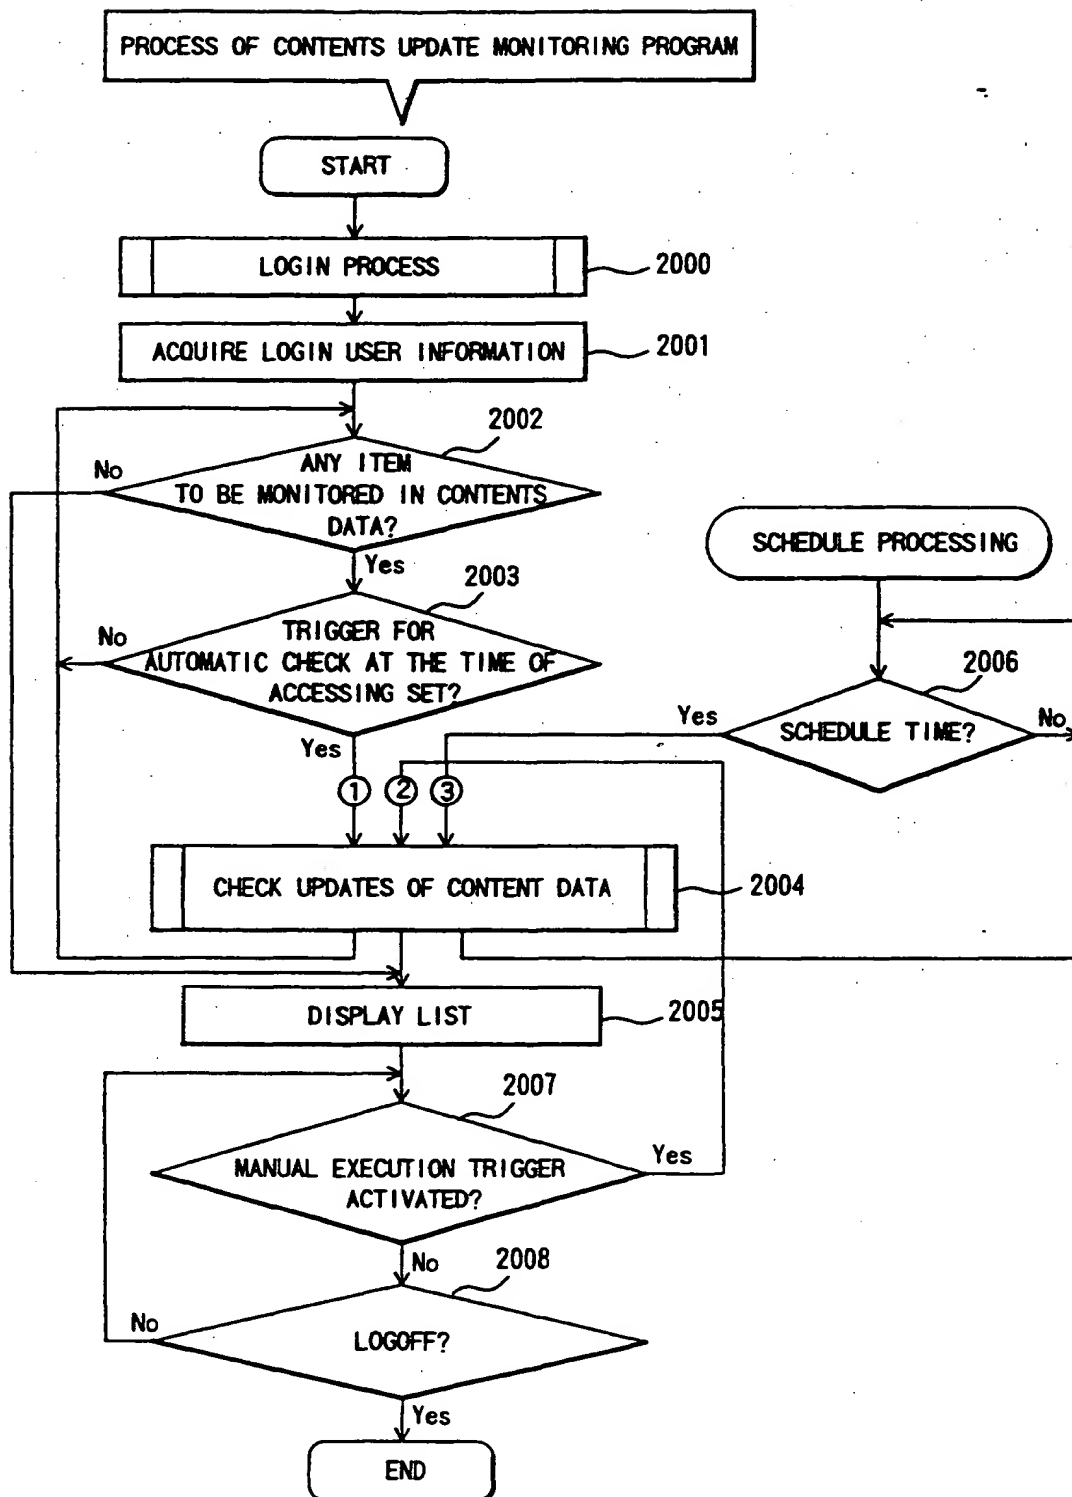 PROCESS OF CONTENTS UPDATE MONITORING PROGRAM
START
LOGIN PROCESS
2000
ACQUIRE LOGIN USER INFORMATION
2001
2002
No
ANY ITEM
TO BE MONITORED IN CONTENTS
DATA?
Yes
2003
No
TRIGGER FOR
AUTOMATIC CHECK AT THE TIME OF
ACCESSING SET?
Yes
SCHEDULE PROCESSING
2006
Yes
SCHEDULE TIME?
No
① ② ③
CHECK UPDATES OF CONTENT DATA
2004
DISPLAY LIST
2005
2007
MANUAL EXECUTION TRIGGER
ACTIVATED?
Yes
No
2008
No
LOGOFF?
Yes
END